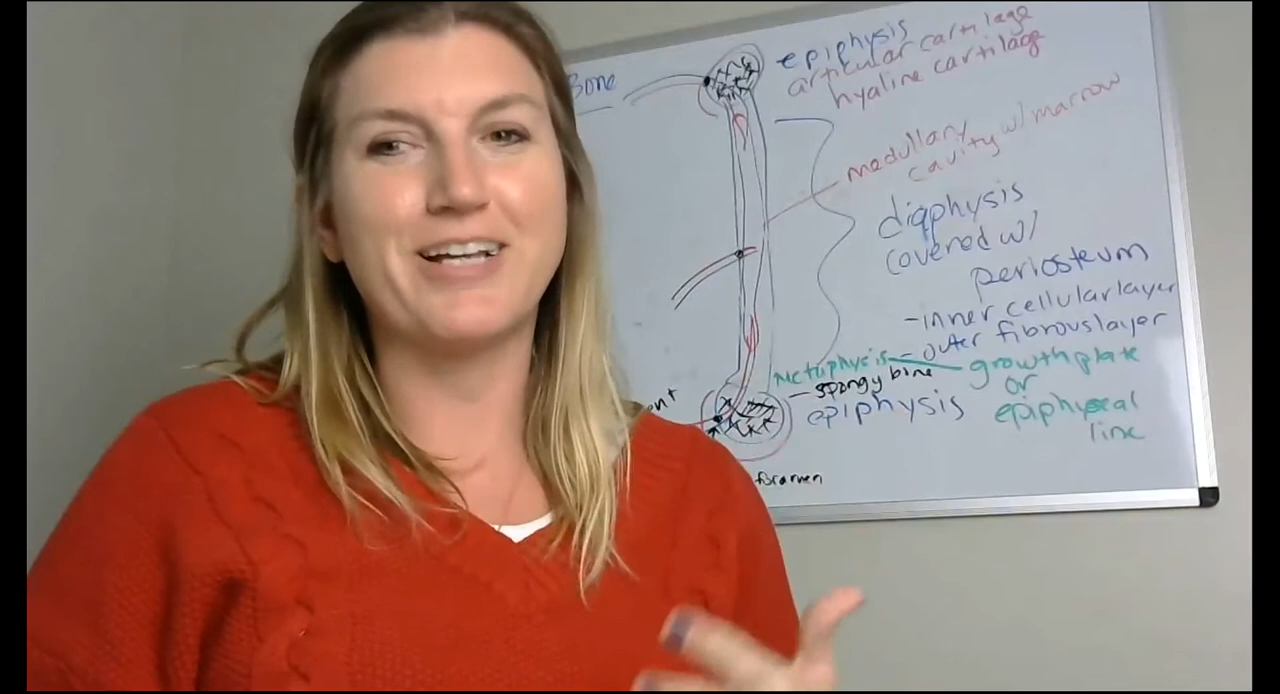 Bone
epiphysis
articular cartilage
hyaline cartilage
medullary
cavity w/ marrow
diaphysis
covered w/
periosteum
- inner cellular layer
- outer fibrous layer
Metaphysis
growth plate
or
epiphyseal
line
- spongy bone
epiphysis
foramen